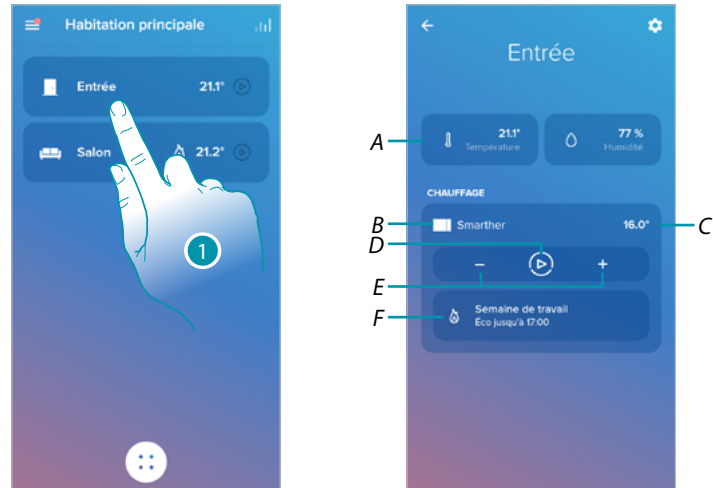 Habitation principale
Entrée 21.1°
Salon 21.2°
1
Entrée
A
21.1°
Température
77 %
Humidité
CHAUFFAGE
B
Smarther
16.0°
C
D
− +
E
F
Semaine de travail
Éco jusqu'à 17:00